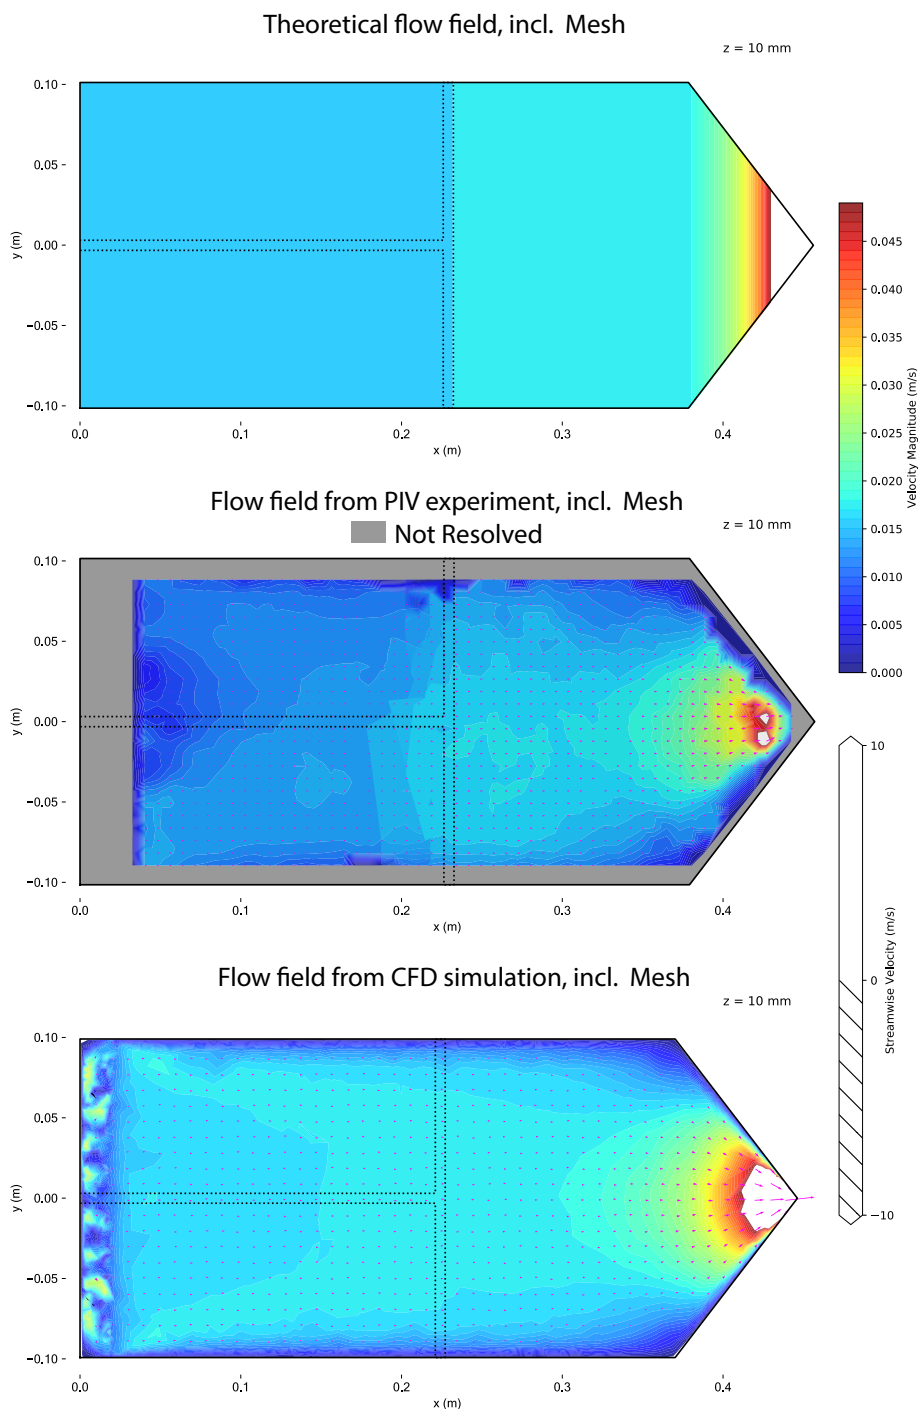 Theoretical flow field, incl.  Mesh
z = 10 mm
0.10
0.05
0.00
−0.05
−0.10
y (m)
0.0
0.1
0.2
0.3
0.4
x (m)
0.045
0.040
0.035
0.030
0.025
0.020
0.015
0.010
0.005
0.000
Velocity Magnitude (m/s)
Flow field from PIV experiment, incl.  Mesh
Not Resolved
z = 10 mm
0.10
0.05
0.00
−0.05
−0.10
y (m)
0.0
0.1
0.2
0.3
0.4
x (m)
10
0
−10
Streamwise Velocity (m/s)
Flow field from CFD simulation, incl.  Mesh
z = 10 mm
0.10
0.05
0.00
−0.05
−0.10
y (m)
0.0
0.1
0.2
0.3
0.4
x (m)